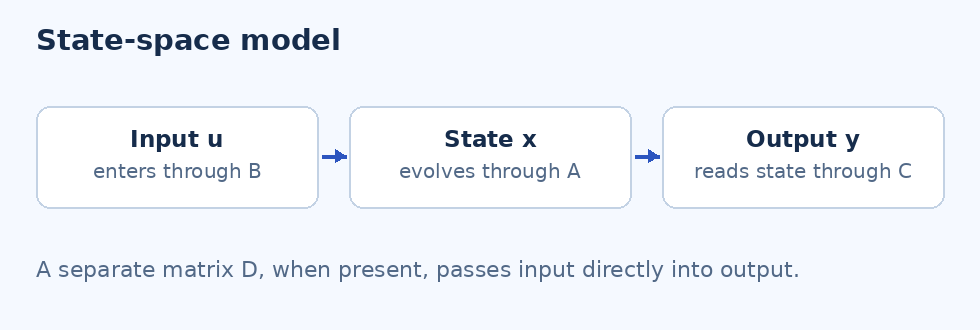 State-space model
Input u
enters through B
State x
evolves through A
Output y
reads state through C
A separate matrix D, when present, passes input directly into output.